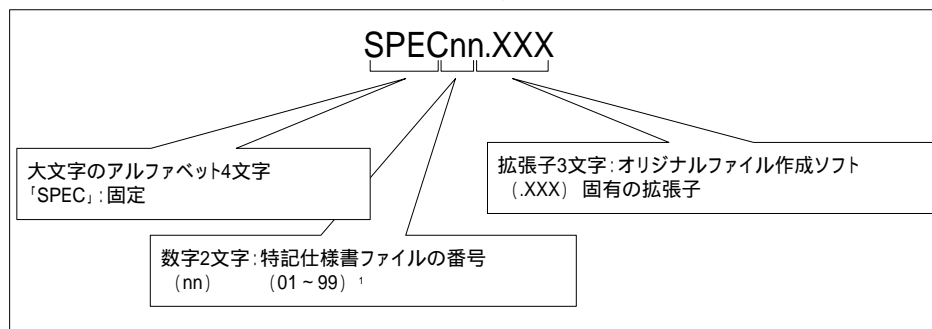 SPECnn.XXX
大文字のアルファベット4文字
「SPEC」:固定
拡張子3文字:オリジナルファイル作成ソフト
(.XXX) 固有の拡張子
数字2文字:特記仕様書ファイルの番号
(nn) (01~99) 1